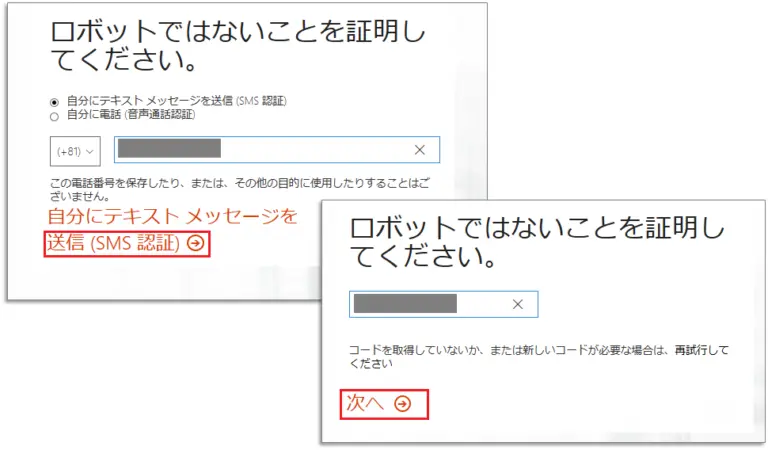 ロボットではないことを証明し
てください。
自分にテキスト メッセージを送信 (SMS 認証)
自分に電話 (音声通話認証)
(+81)
この電話番号を保存したり、または、その他の目的に使用したりすることはご
ざいません。
自分にテキスト メッセージを
送信 (SMS 認証)
ロボットではないことを証明し
てください。
コードを取得していないか、または新しいコードが必要な場合は、再試行して
ください
次へ